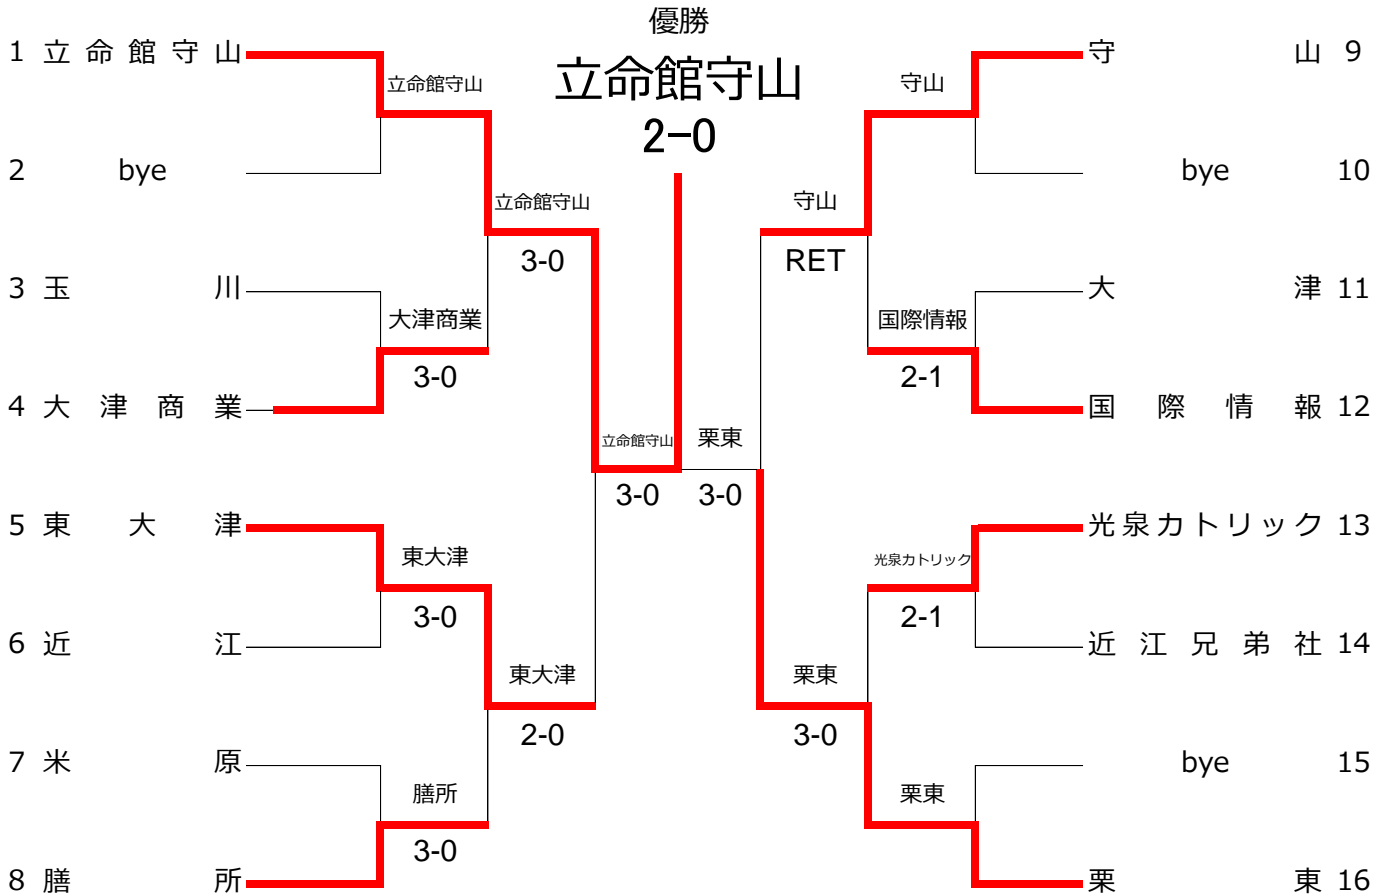 優勝
立命館守山
2-0
1 立命館守山
2 bye
3 玉川
4 大津商業
5 東大津
6 近江
7 米原
8 膳所
立命館守山
大津商業
3-0
東大津
3-0
膳所
3-0
立命館守山
3-0
東大津
2-0
立命館守山
3-0
栗東
3-0
守山
RET
栗東
3-0
守山
国際情報
2-1
光泉カトリック
2-1
栗東
守山 9
bye 10
大津 11
国際情報 12
光泉カトリック 13
近江兄弟社 14
bye 15
栗東 16